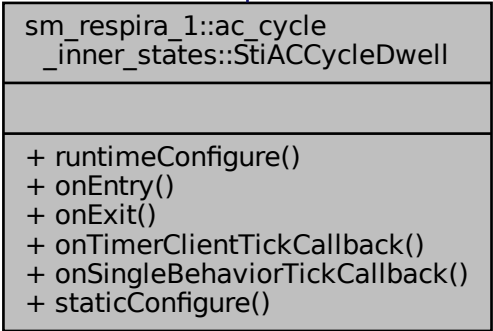 sm_respira_1::ac_cycle
_inner_states::StiACCycleDwell
+ runtimeConfigure()
+ onEntry()
+ onExit()
+ onTimerClientTickCallback()
+ onSingleBehaviorTickCallback()
+ staticConfigure()